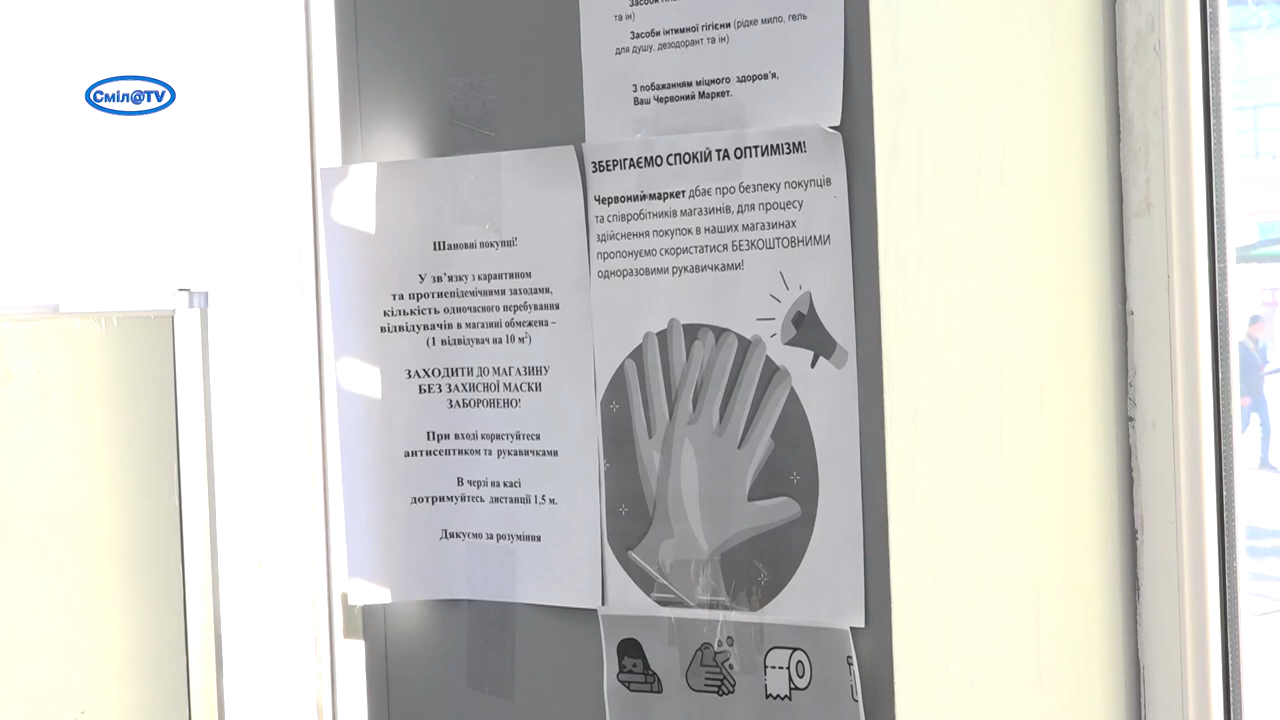 Сміл@TV
та ін)
Засоби інтимної гігієни (рідке мило, гель
для душу, дезодорант та ін)
З побажанням міцного здоров'я,
Ваш Червоний Маркет.
Шановні покупці!
У зв'язку з карантином
та протиепідемічними заходами,
кількість одночасного перебування
відвідувачів в магазині обмежена –
(1 відвідувач на 10 м²)
ЗАХОДИТИ ДО МАГАЗИНУ
БЕЗ ЗАХИСНОЇ МАСКИ
ЗАБОРОНЕНО!
При вході користуйтеся
антисептиком та рукавичками
В черзі на касі
дотримуйтесь дистанції 1,5 м.
Дякуємо за розуміння
ЗБЕРІГАЄМО СПОКІЙ ТА ОПТИМІЗМ!
Червоний маркет дбає про безпеку покупців
та співробітників магазинів, для процесу
здійснення покупок в наших магазинах
пропонуємо скористатися БЕЗКОШТОВНИМИ
одноразовими рукавичками!